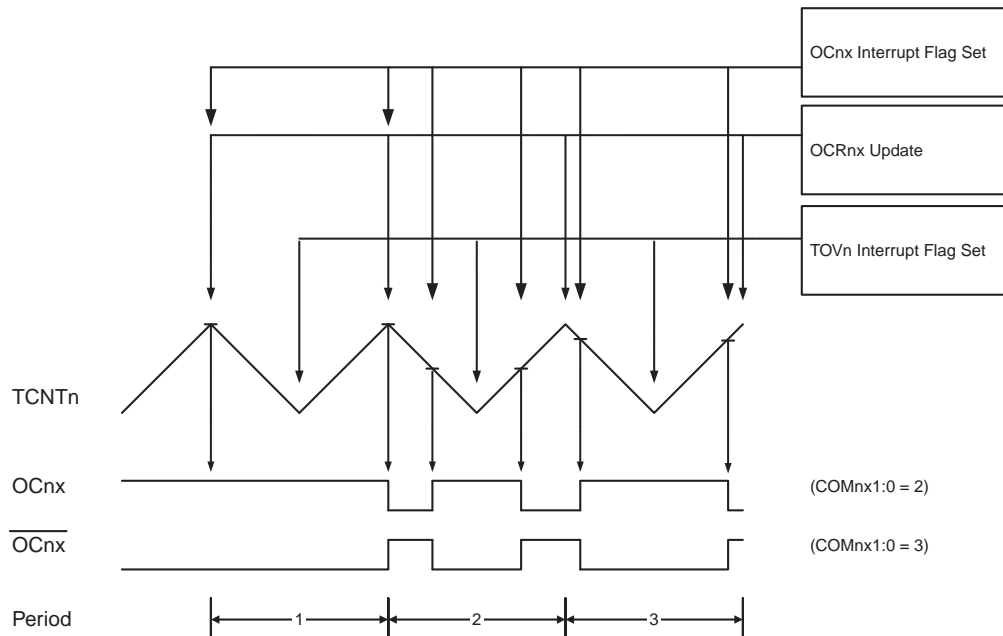 OCnx Interrupt Flag Set
OCRnx Update
TOVn Interrupt Flag Set
TCNTn
OCnx
(COMnx1:0 = 2)
OCnx
(COMnx1:0 = 3)
Period
1
2
3